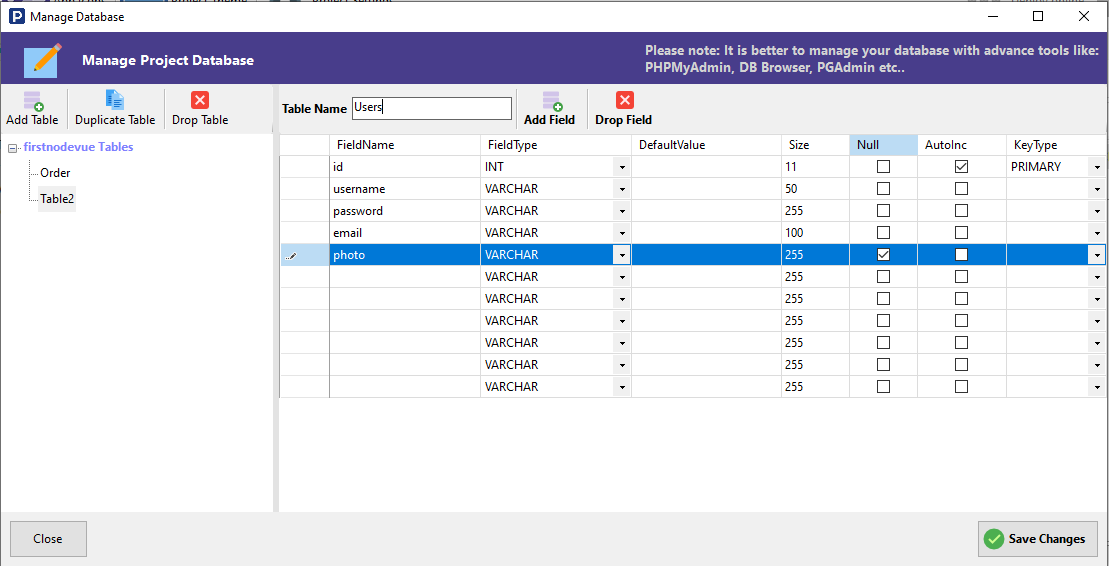 Manage Database
Manage Project Database
Please note: It is better to manage your database with advance tools like:
PHPMyAdmin, DB Browser, PGAdmin etc..
Add Table
Duplicate Table
Drop Table
Table Name
Users
Add Field
Drop Field
firstnodevue Tables
Order
Table2
FieldName FieldType DefaultValue Size Null AutoInc KeyType
id INT 11 PRIMARY
username VARCHAR 50
password VARCHAR 255
email VARCHAR 100
photo VARCHAR 255
VARCHAR 255
VARCHAR 255
VARCHAR 255
VARCHAR 255
VARCHAR 255
VARCHAR 255
Close
Save Changes